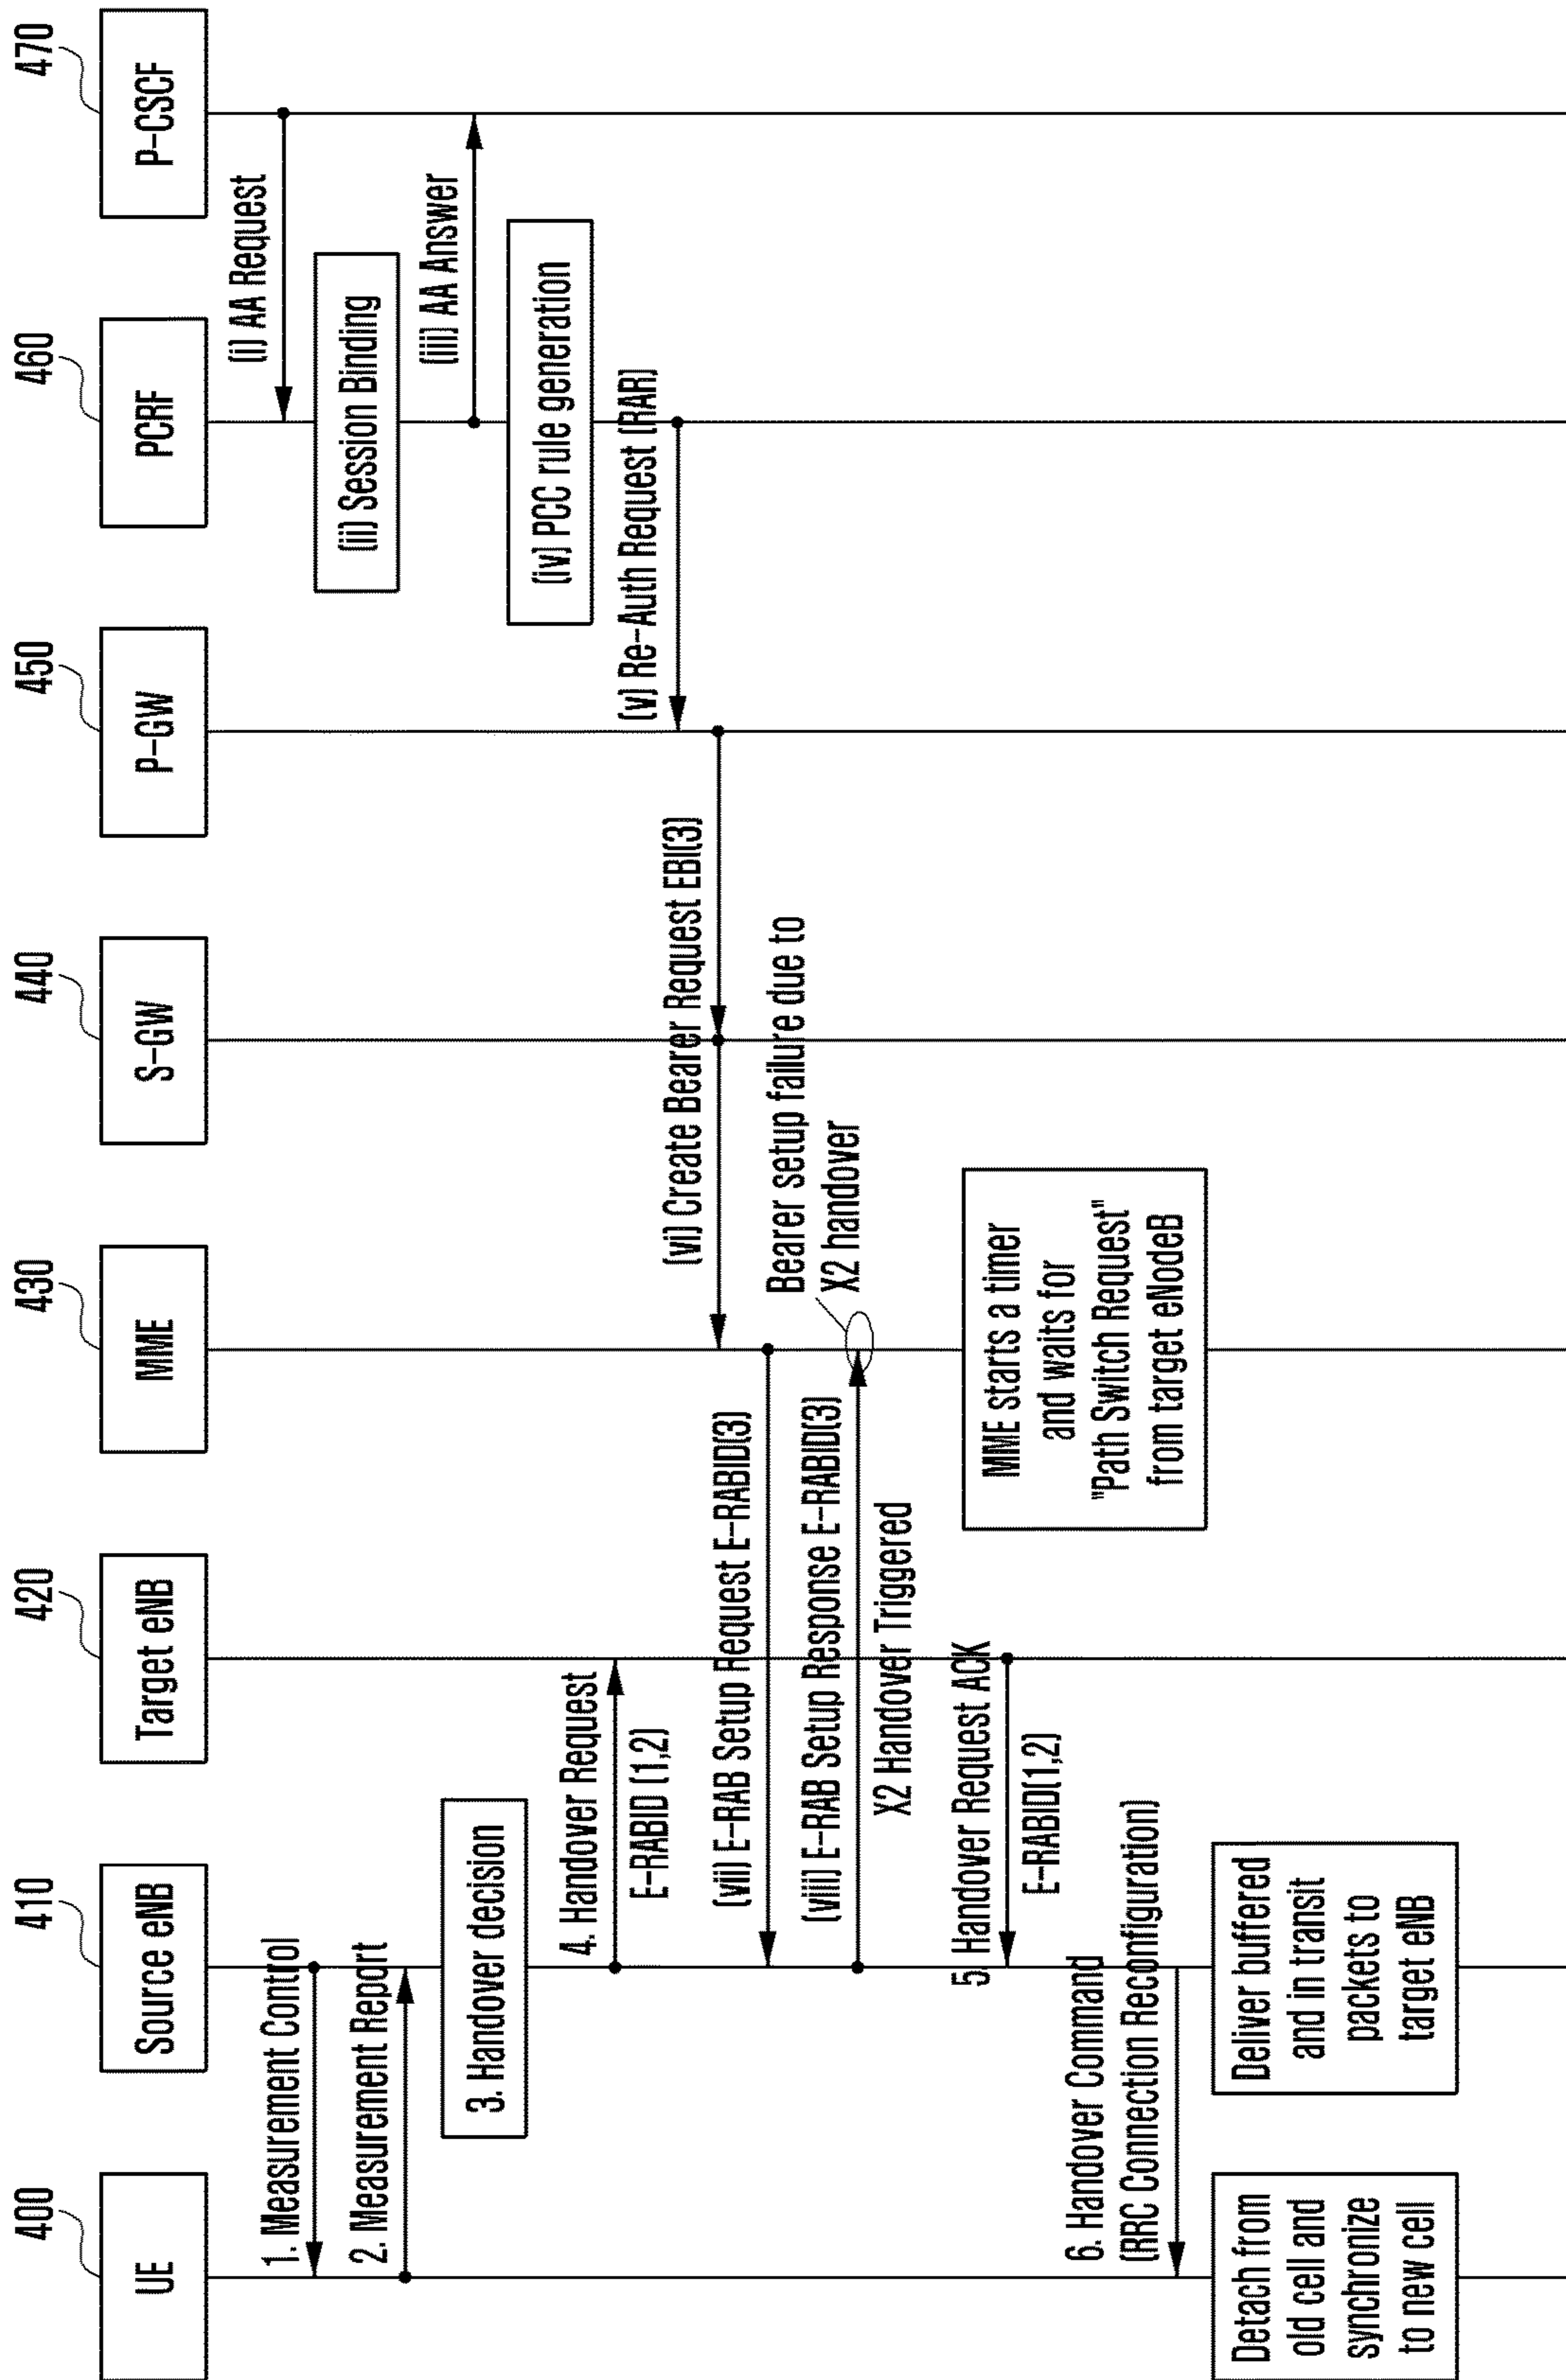 400
UE
410
Source eNB
420
Target eNB
430
MME
440
S-GW
450
P-GW
460
PCRF
470
P-CSCF
1. Measurement Control
2. Measurement Report
3. Handover decision
(i) AA Request
(ii) Session Binding
(iii) AA Answer
(iv) PCC rule generation
4. Handover Request
E-RABID (1,2)
(v) Re-Auth Request (RAR)
(vi) Create Bearer Request EBI(3)
(vii) E-RAB Setup Request E-RABID(3)
Bearer setup failure due to
X2 handover
(viii) E-RAB Setup Response E-RABID(3)
X2 Handover Triggered
5. Handover Request ACK
E-RABID(1,2)
MME starts a timer
and waits for
"Path Switch Request"
from target eNodeB
6. Handover Command
(RRC Connection Reconfiguration)
Detach from
old cell and
synchronize
to new cell
Deliver buffered
and in transit
packets to
target eNB